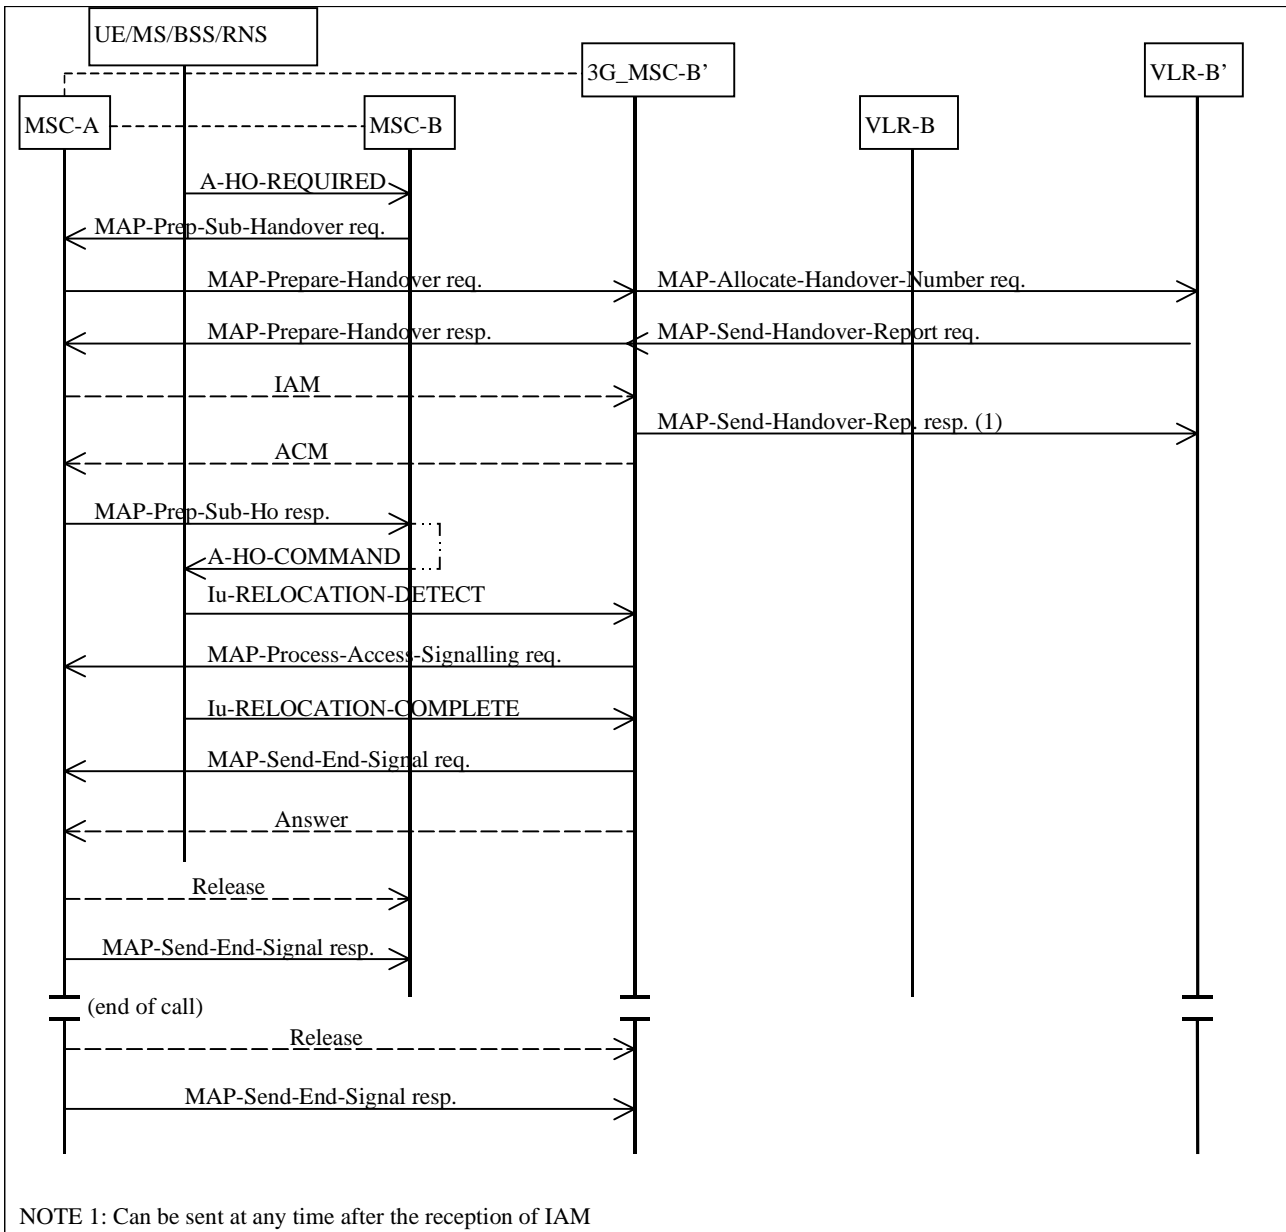 UE/MS/BSS/RNS
3G_MSC-B’
VLR-B’
MSC-A
MSC-B
VLR-B
A-HO-REQUIRED
MAP-Prep-Sub-Handover req.
MAP-Prepare-Handover req.
MAP-Allocate-Handover-Number req.
MAP-Prepare-Handover resp.
MAP-Send-Handover-Report req.
IAM
MAP-Send-Handover-Rep. resp. (1)
ACM
MAP-Prep-Sub-Ho resp.
A-HO-COMMAND
Iu-RELOCATION-DETECT
MAP-Process-Access-Signalling req.
Iu-RELOCATION-COMPLETE
MAP-Send-End-Signal req.
Answer
Release
MAP-Send-End-Signal resp.
(end of call)
Release
MAP-Send-End-Signal resp.
NOTE 1: Can be sent at any time after the reception of IAM